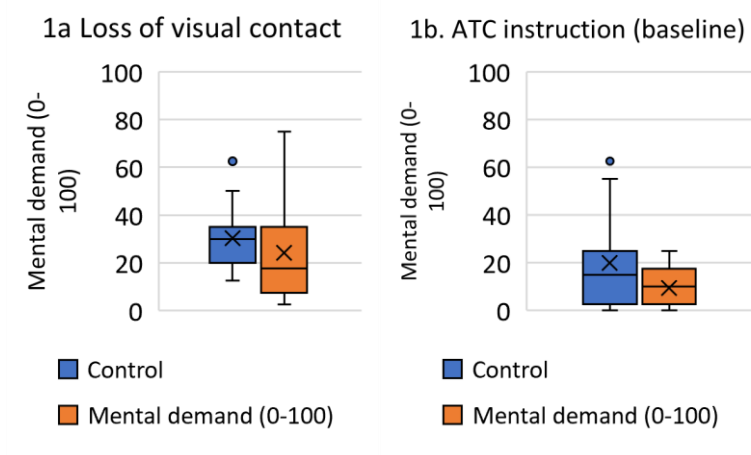 1a Loss of visual contact
Mental demand (0-
100)
100
80
60
40
20
0
Control
Mental demand (0-100)
1b. ATC instruction (baseline)
Mental demand (0-
100)
100
80
60
40
20
0
Control
Mental demand (0-100)